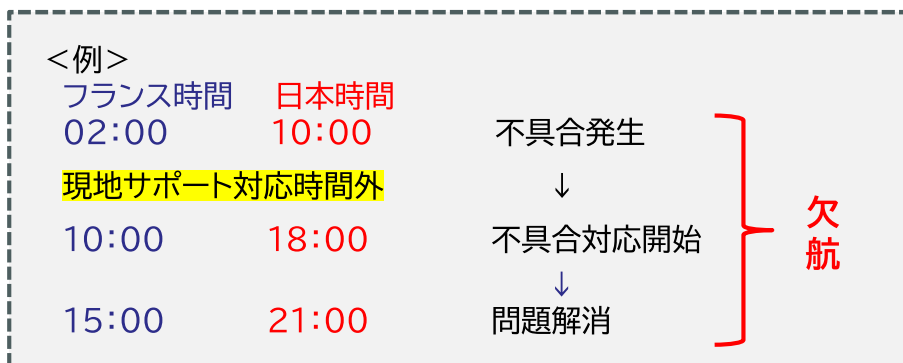 ＜例＞
フランス時間 日本時間
02：00 10：00 不具合発生
現地サポート対応時間外 ↓
10：00 18：00 不具合対応開始
↓
15：00 21：00 問題解消
欠航